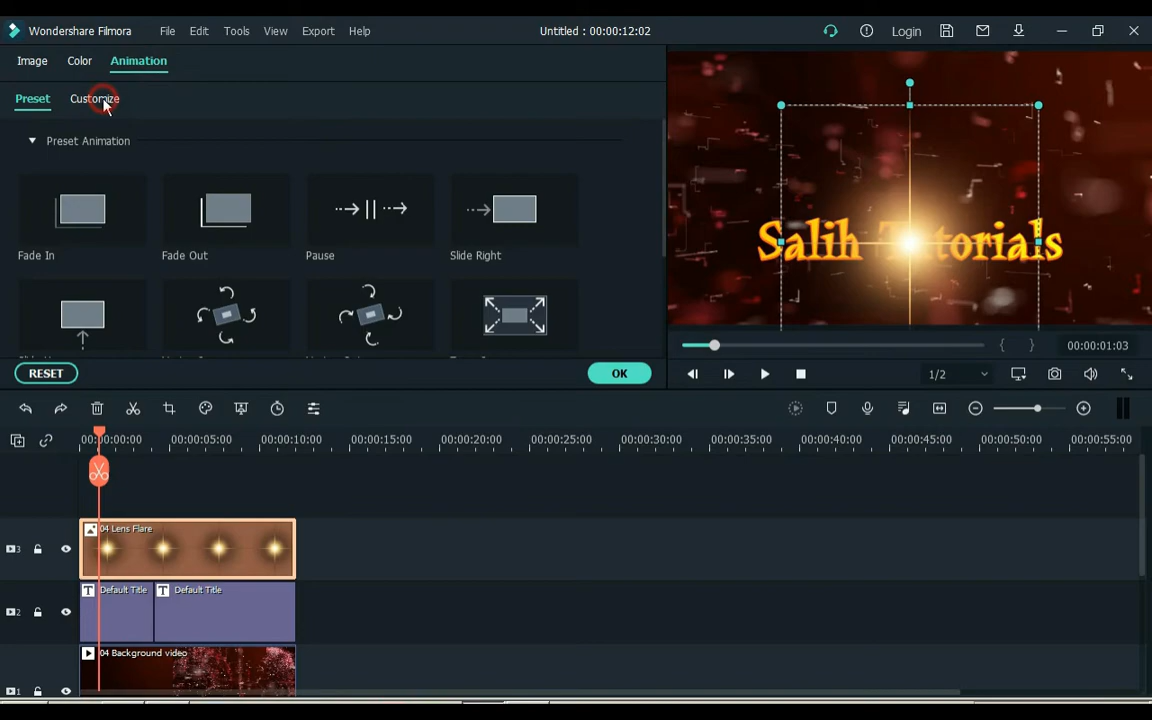 Wondershare Filmora File Edit Tools View Export Help Untitled : 00:00:12:02 Login
Image Color Animation
Preset Customize
Preset Animation
Fade In Fade Out Pause Slide Right
Salih Tutorials
RESET OK
00:00:01:03
1/2
00:00:00:00 00:00:05:00 00:00:10:00 00:00:15:00 00:00:20:00 00:00:25:00 00:00:30:00 00:00:35:00 00:00:40:00 00:00:45:00 00:00:50:00 00:00:55:00
04 Lens Flare
3
Default Title Default Title
2
04 Background video
1